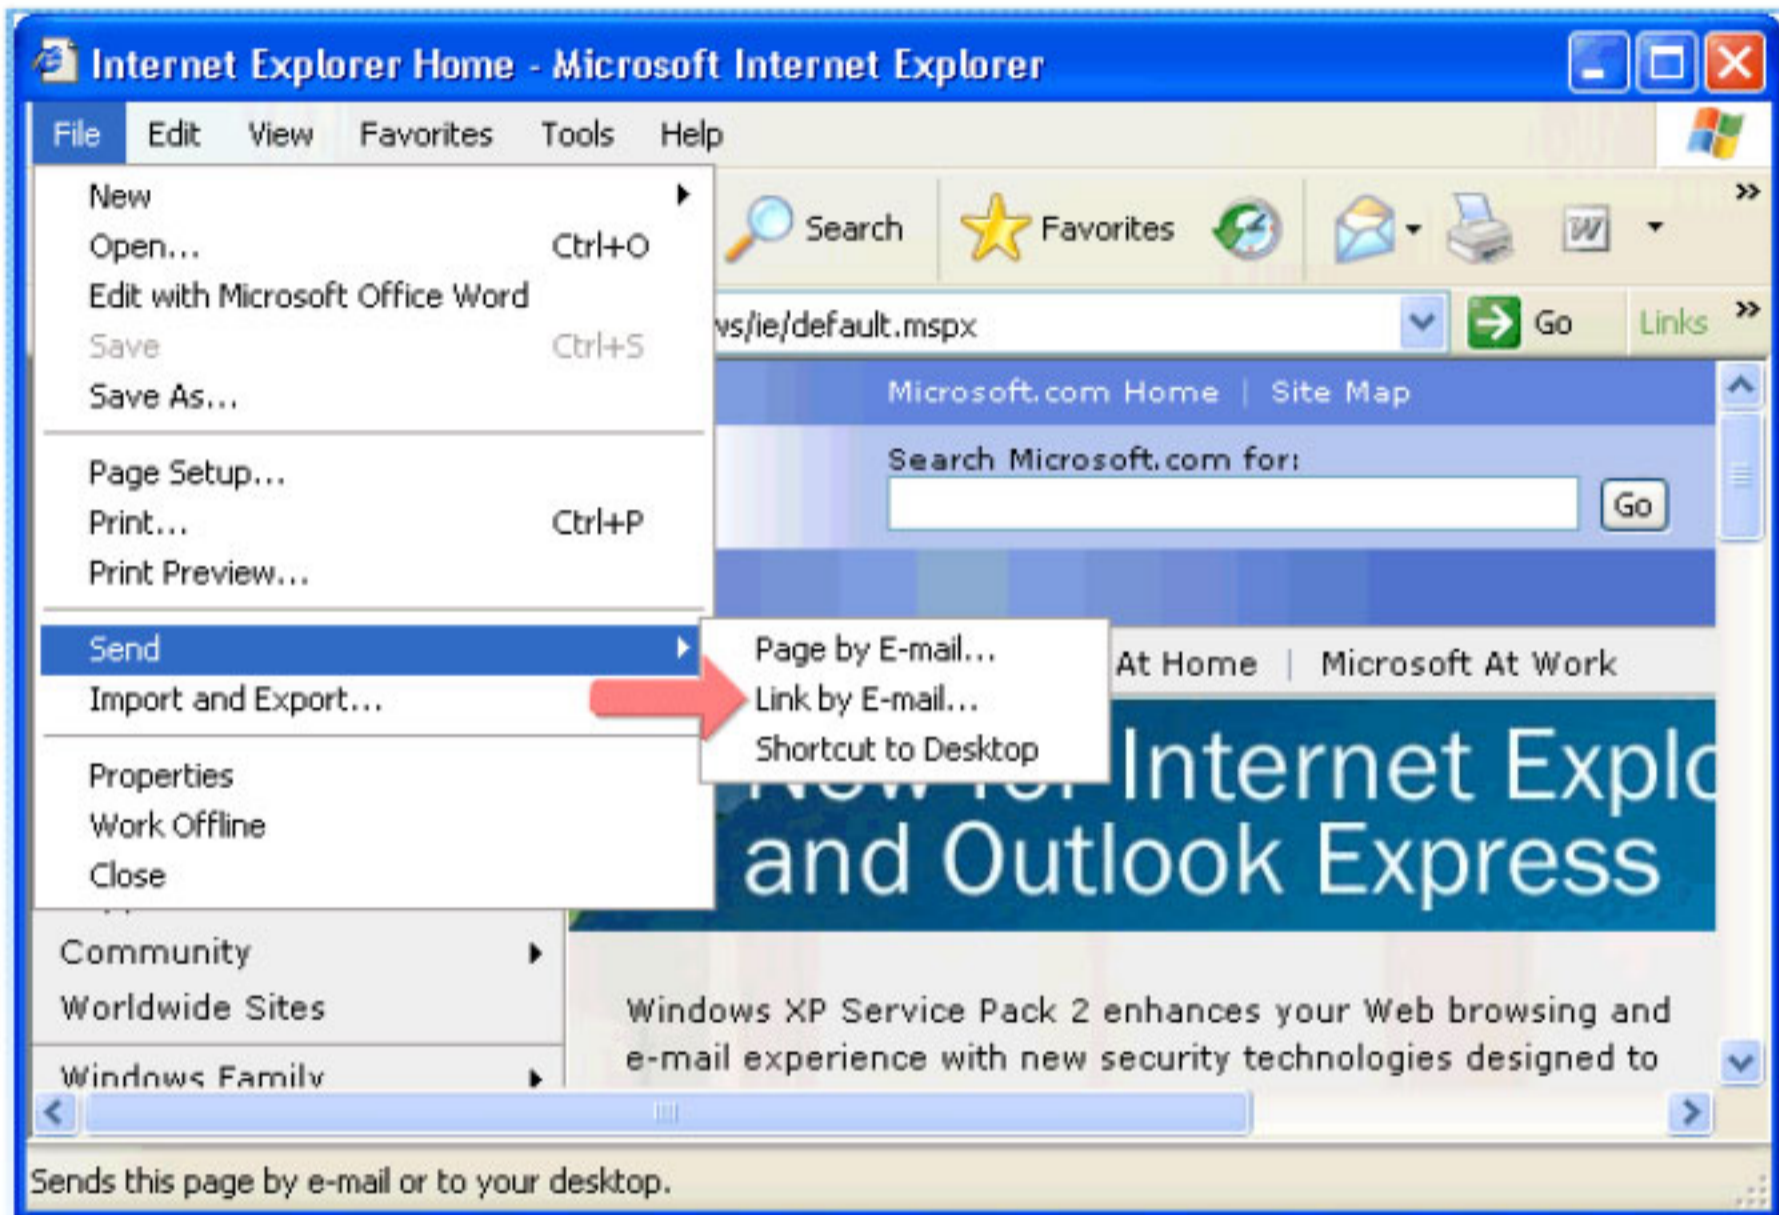 Internet Explorer Home - Microsoft Internet Explorer
File Edit View Favorites Tools Help
New
Open... Ctrl+O
Edit with Microsoft Office Word
Save Ctrl+S
Save As...
Page Setup...
Print... Ctrl+P
Print Preview...
Send
Import and Export...
Properties
Work Offline
Close
Page by E-mail...
Link by E-mail...
Shortcut to Desktop
Search Favorites W
/ie/default.mspx Go Links
Microsoft.com Home | Site Map
Search Microsoft.com for:
Go
At Home | Microsoft At Work
Internet Explo
and Outlook Express
Community
Worldwide Sites
Windows Family
Windows XP Service Pack 2 enhances your Web browsing and
e-mail experience with new security technologies designed to
Sends this page by e-mail or to your desktop.